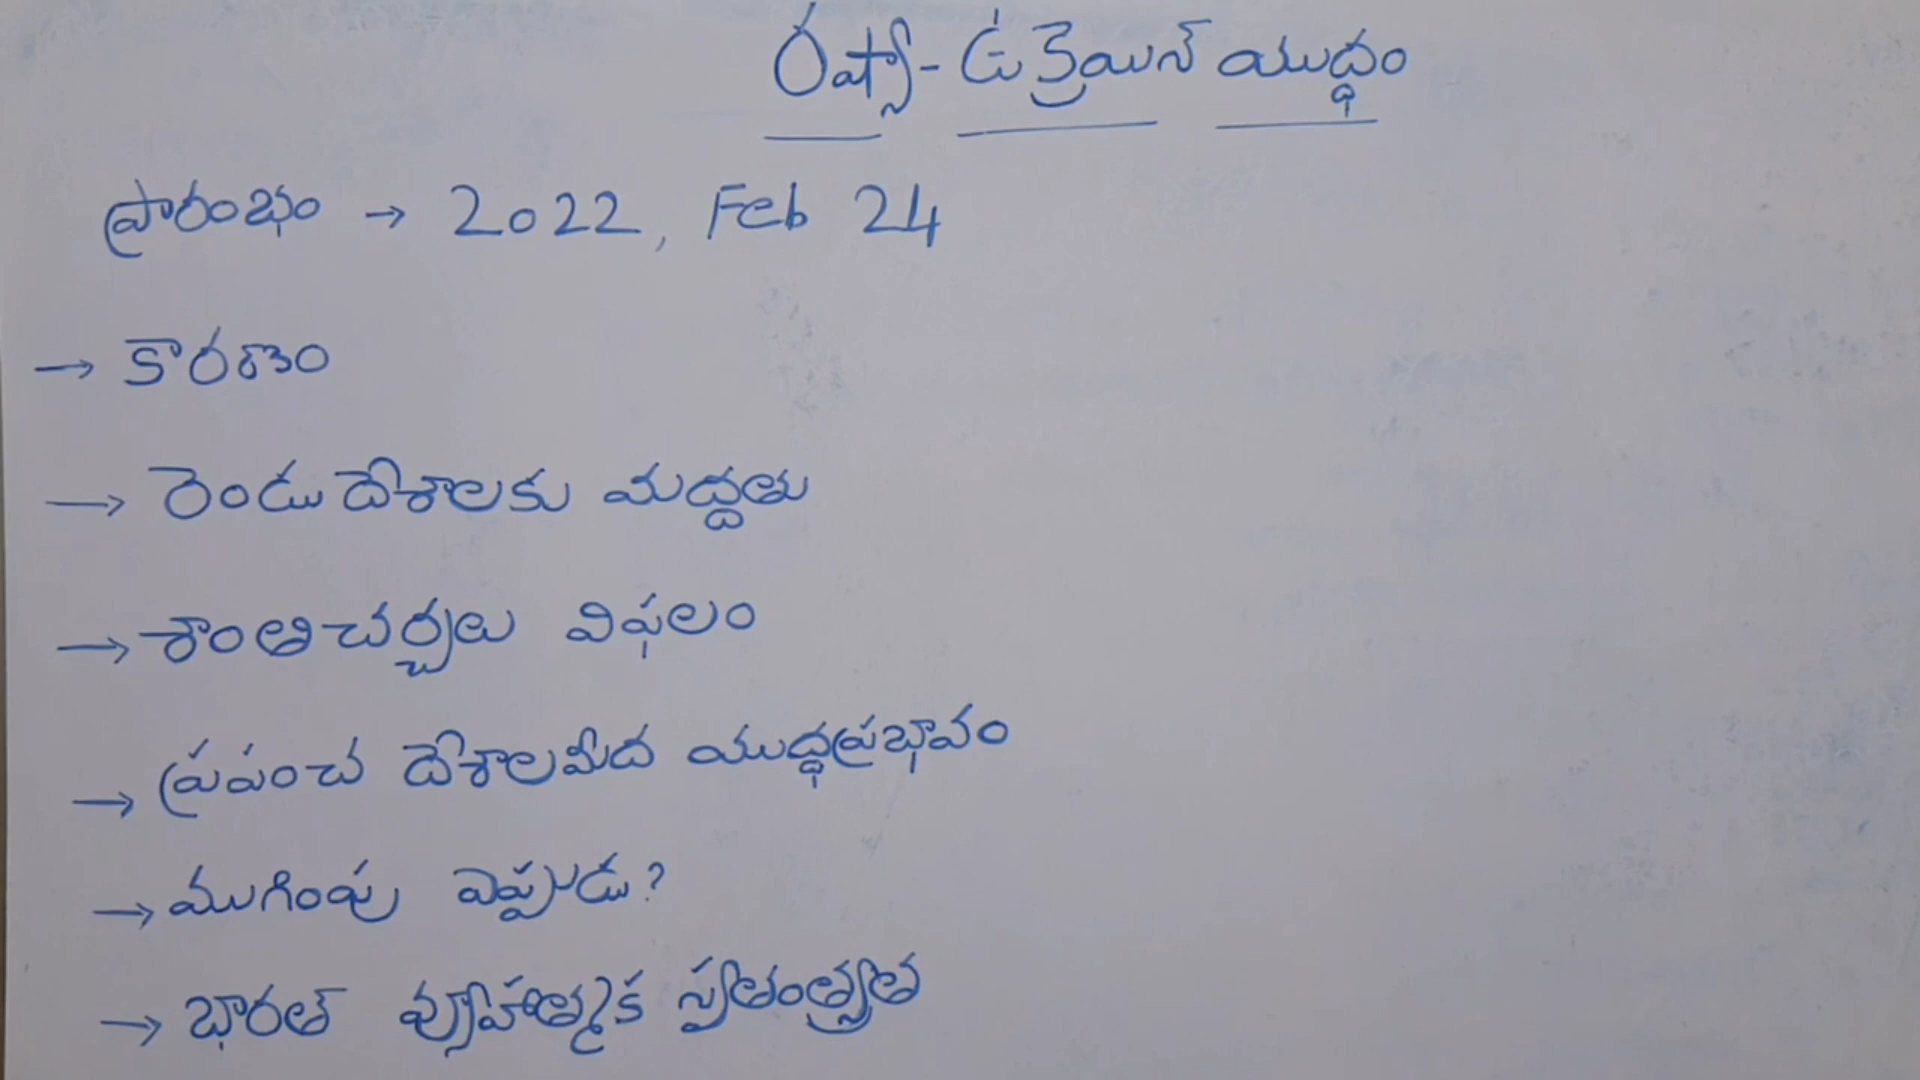 రష్యా - ఉక్రెయిన్ యుద్ధం
ప్రారంభం → 2022, Feb 24
→ కారణం
→ రెండు దేశాలకు మద్దతు
→ శాంతి చర్చలు విఫలం
→ ప్రపంచ దేశాలమీద యుద్ధప్రభావం
→ ముగింపు ఎప్పుడు?
→ భారత్ వ్యూహాత్మక స్వతంత్ర్యత